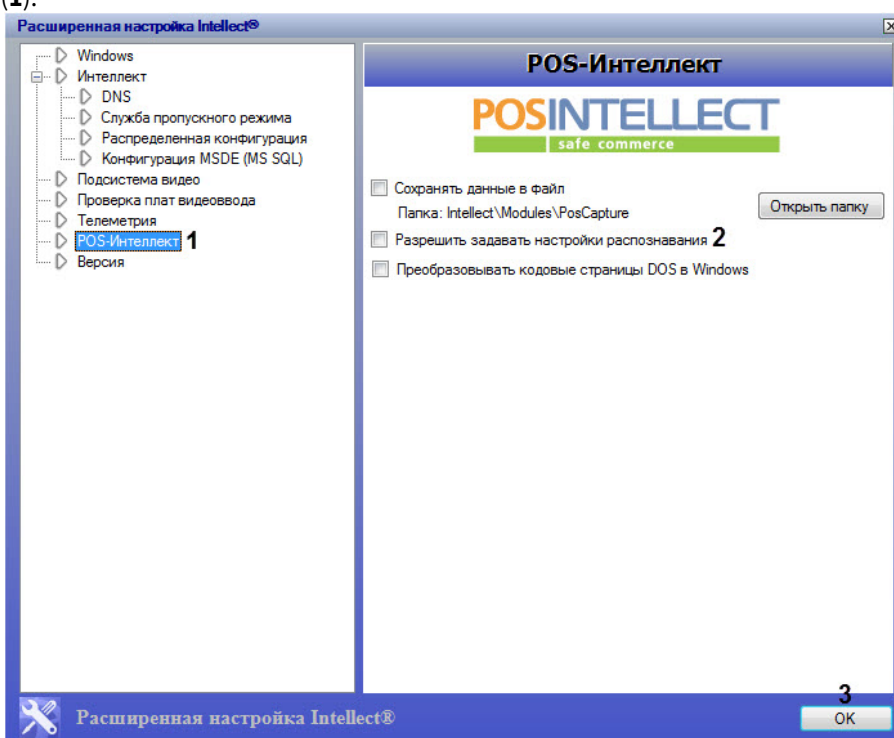 (1).
Расширенная настройка Intellect®
Windows
Интеллект
DNS
Служба пропускного режима
Распределенная конфигурация
Конфигурация MSDE (MS SQL)
Подсистема видео
Проверка плат видеоввода
Телеметрия
POS-Интеллект 1
Версия
POS-Интеллект
POSINTELLECT
safe commerce
Сохранять данные в файл
Папка: Intellect\Modules\PosCapture
Открыть папку
Разрешить задавать настройки распознавания 2
Преобразовывать кодовые страницы DOS в Windows
3
Расширенная настройка Intellect®
OK